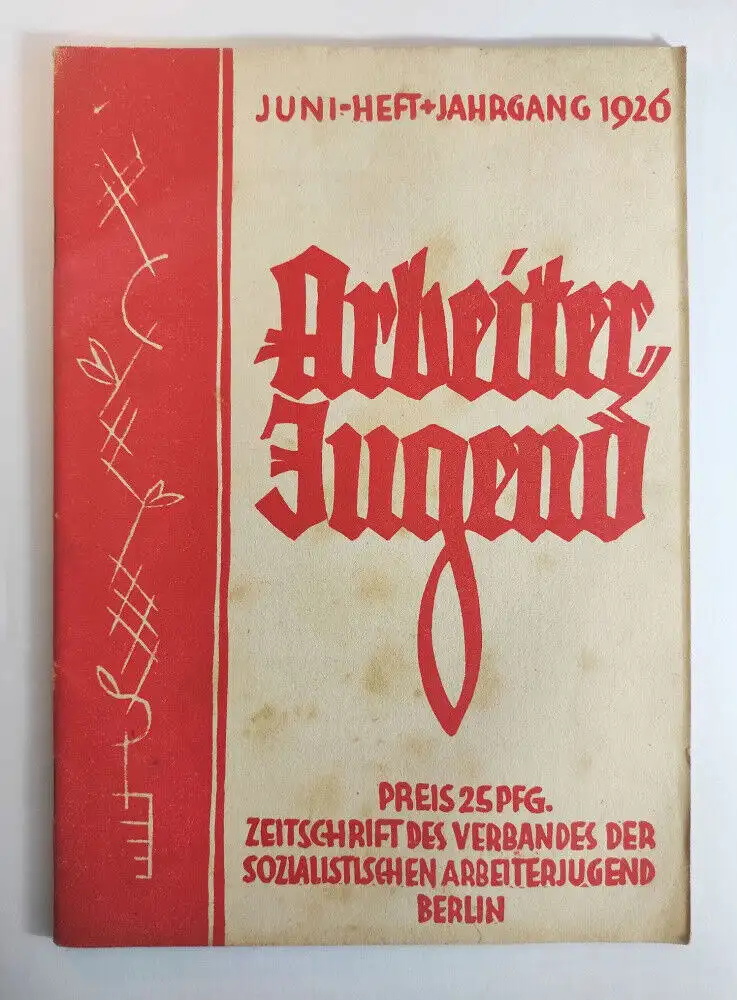 JUNI-HEFT+JAHRGANG 1926
Arbeiter,
Jugend
PREIS 25 PFG.
ZEITSCHRIFT DES VERBANDES DER
SOZIALISTISCHEN ARBEITERJUGEND
BERLIN